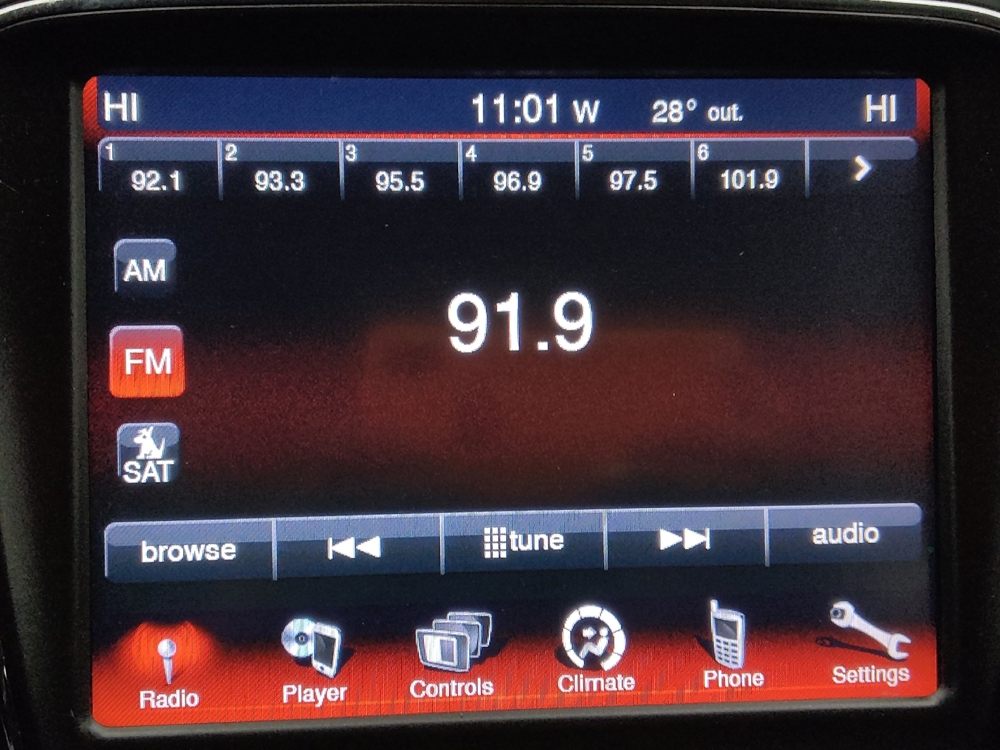 HI 11:01 W 28° out. HI
1 2 3 4 5 6
92.1 93.3 95.5 96.9 97.5 101.9 >
AM
91.9
FM
SAT
browse tune audio
Radio Player Controls Climate Phone Settings